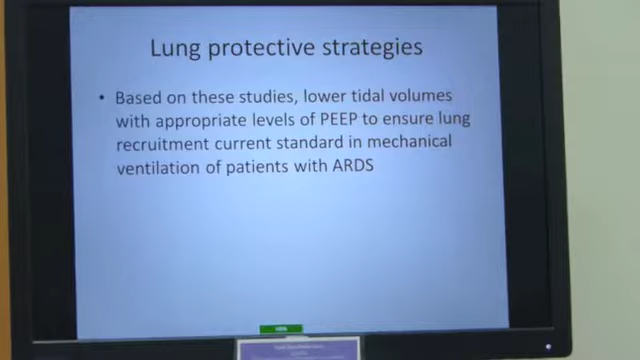 Lung protective strategies
• Based on these studies, lower tidal volumes
with appropriate levels of PEEP to ensure lung
recruitment current standard in mechanical
ventilation of patients with ARDS